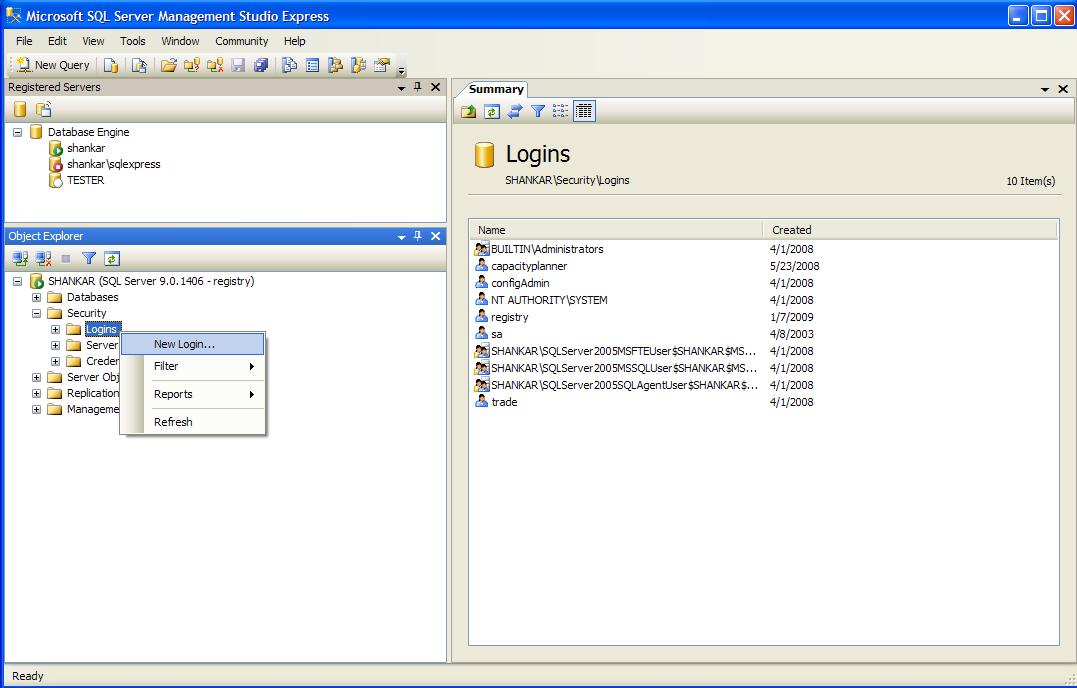 Microsoft SQL Server Management Studio Express
File Edit View Tools Window Community Help
New Query
Registered Servers
Database Engine
shankar
shankar\sqlexpress
TESTER
Object Explorer
SHANKAR (SQL Server 9.0.1406 - registry)
Databases
Security
Logins
Server
Creder
Server Obj
Replication
Manageme
New Login...
Filter
Reports
Refresh
Summary
Logins
SHANKAR\Security\Logins
10 Item(s)
Name Created
BUILTIN\Administrators 4/1/2008
capacityplanner 5/23/2008
configAdmin 4/1/2008
NT AUTHORITY\SYSTEM 4/1/2008
registry 1/7/2009
sa 4/8/2003
SHANKAR\SQLServer2005MSFTEUser$SHANKAR$MS... 4/1/2008
SHANKAR\SQLServer2005MSSQLUser$SHANKAR$MS... 4/1/2008
SHANKAR\SQLServer2005SQLAgentUser$SHANKAR$... 4/1/2008
trade 4/1/2008
Ready